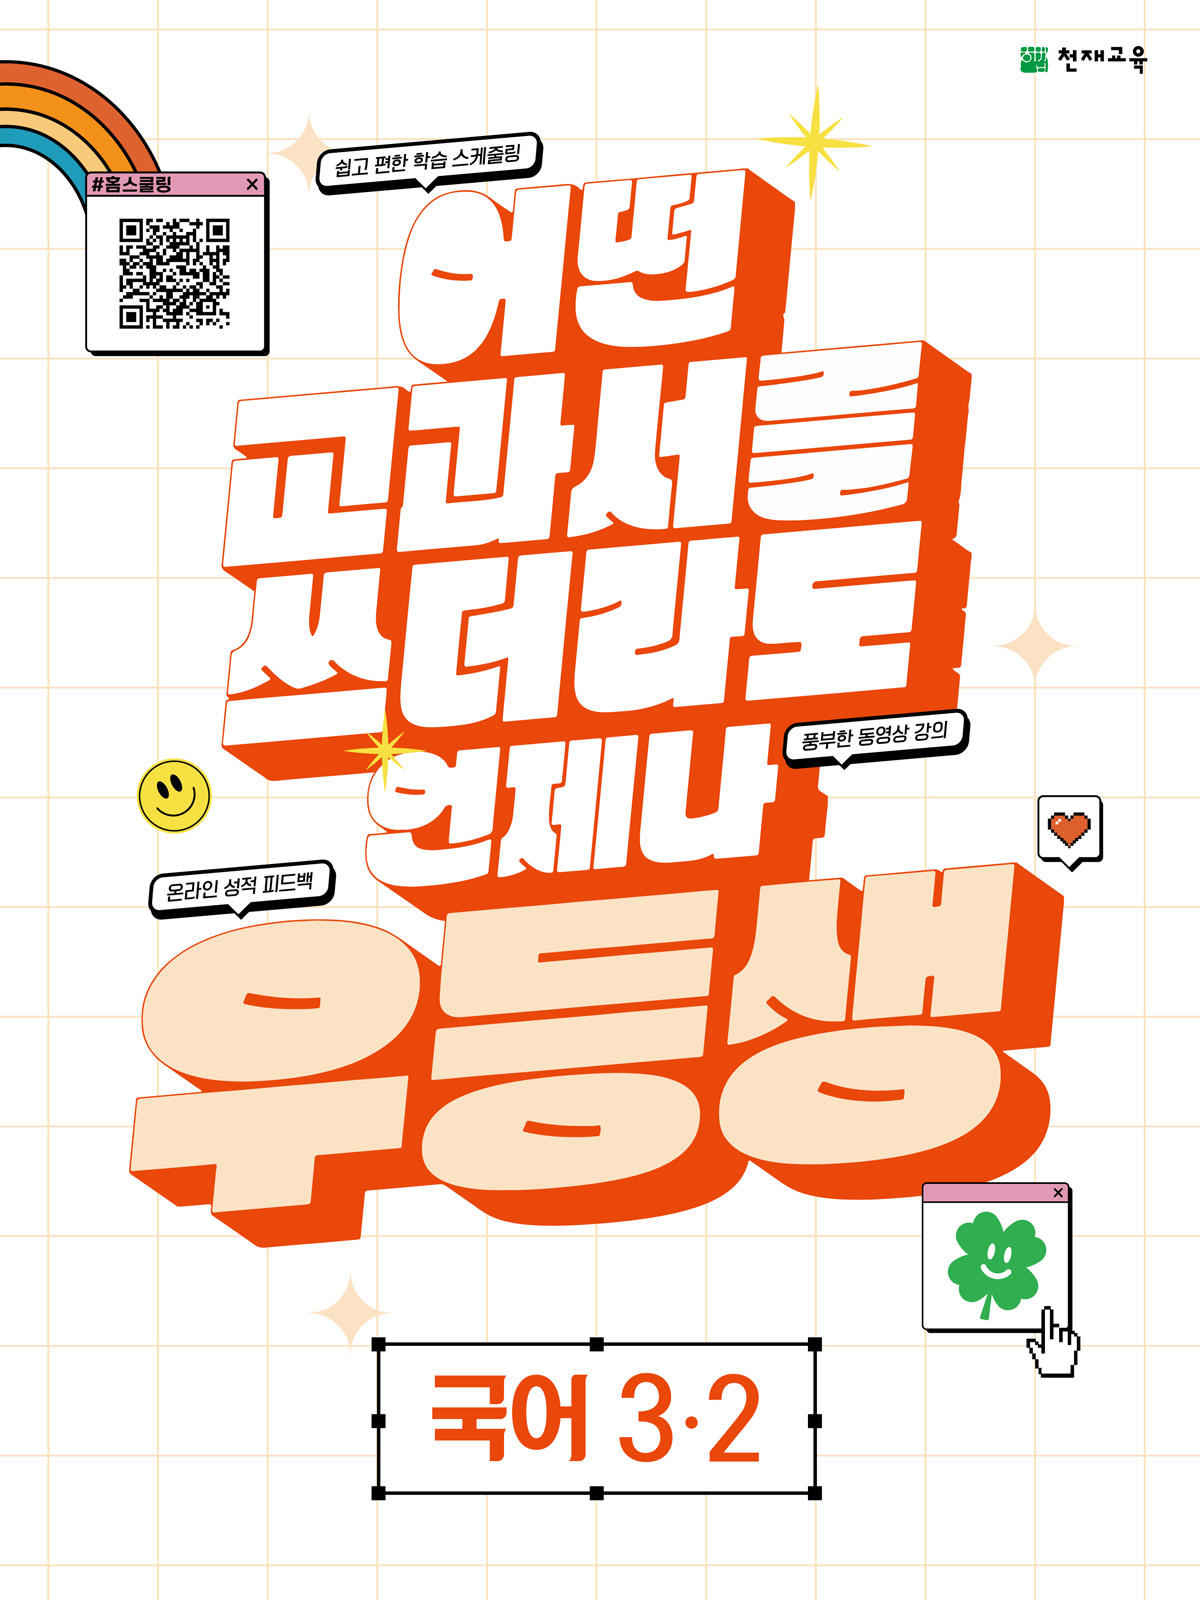 천재교육
#홈스쿨링
쉽고 편한 학습 스케줄링
어떤
교과서를
쓰더라도
언제나
풍부한 동영상 강의
온라인 성적 피드백
우등생
국어 3·2